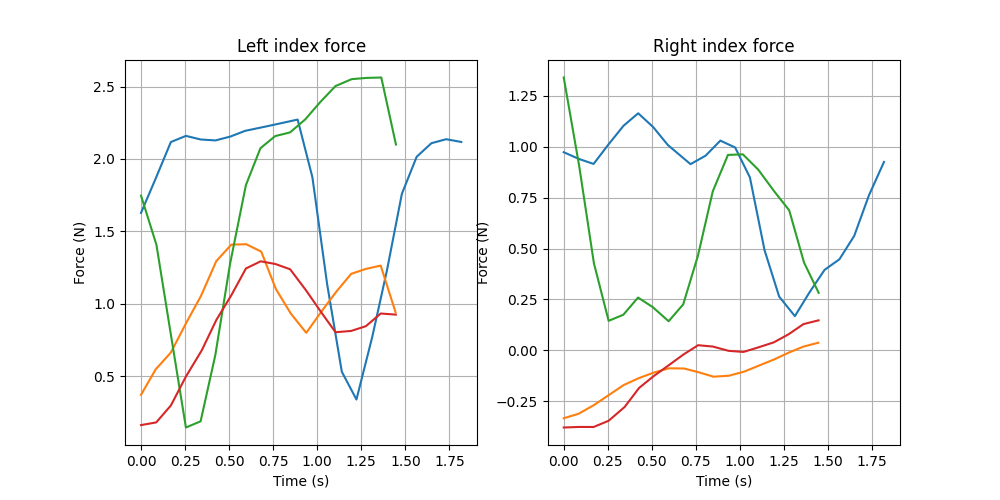 Left index force
Force (N)
2.5
2.0
1.5
1.0
0.5
0.00 0.25 0.50 0.75 1.00 1.25 1.50 1.75
Time (s)
Right index force
Force (N)
1.25
1.00
0.75
0.50
0.25
0.00
−0.25
0.00 0.25 0.50 0.75 1.00 1.25 1.50 1.75
Time (s)